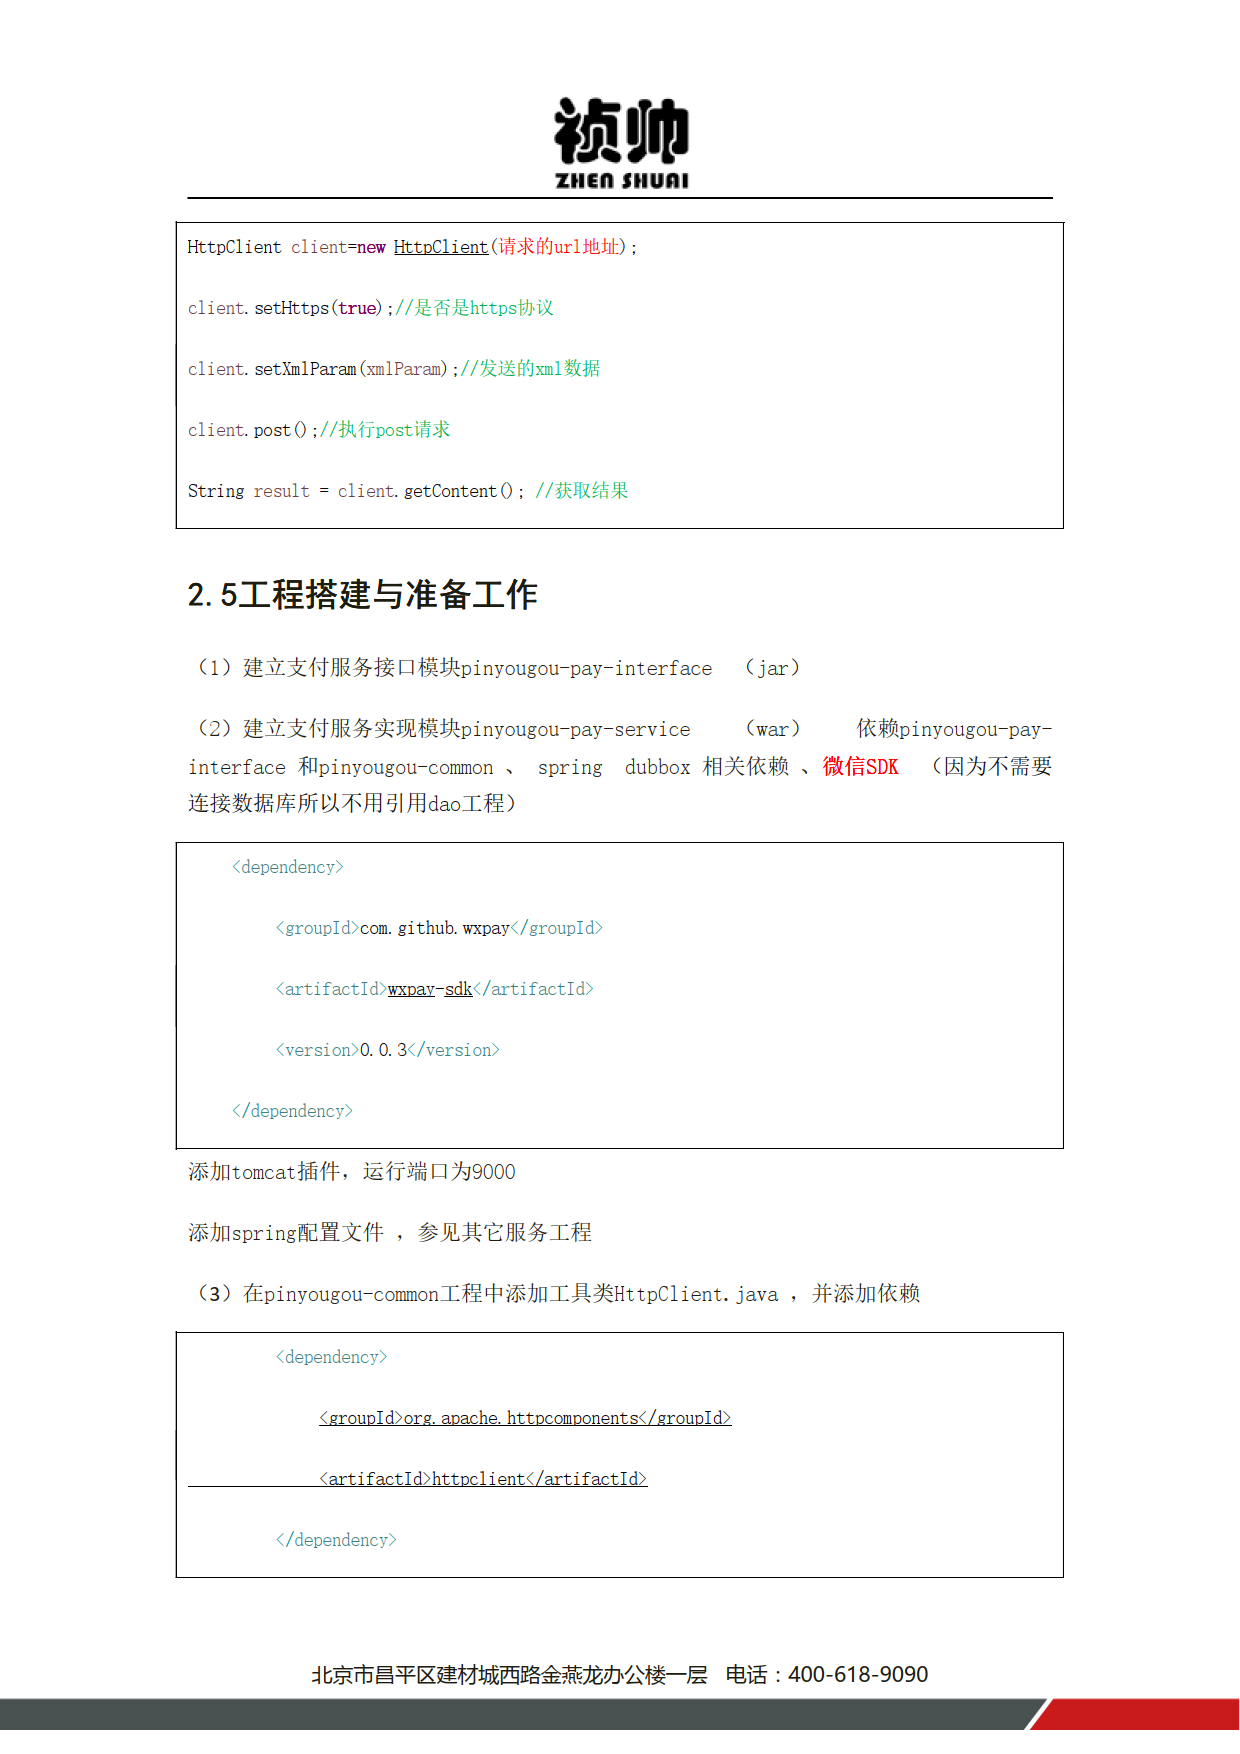 祯帅
ZHEN SHUAI
HttpClient client=new HttpClient(请求的url地址);
client.setHttps(true);//是否是https协议
client.setXmlParam(xmlParam);//发送的xml数据
client.post();//执行post请求
String result = client.getContent(); //获取结果
2.5工程搭建与准备工作
（1）建立支付服务接口模块pinyougou-pay-interface （jar）
（2）建立支付服务实现模块pinyougou-pay-service （war） 依赖pinyougou-pay-
interface 和pinyougou-common 、 spring dubbox 相关依赖 、微信SDK （因为不需要
连接数据库所以不用引用dao工程）
<dependency>
<groupId>com.github.wxpay</groupId>
<artifactId>wxpay-sdk</artifactId>
<version>0.0.3</version>
</dependency>
添加tomcat插件，运行端口为9000
添加spring配置文件 ，参见其它服务工程
（3）在pinyougou-common工程中添加工具类HttpClient.java ，并添加依赖
<dependency>
<groupId>org.apache.httpcomponents</groupId>
<artifactId>httpclient</artifactId>
</dependency>
北京市昌平区建材城西路金燕龙办公楼一层 电话：400-618-9090